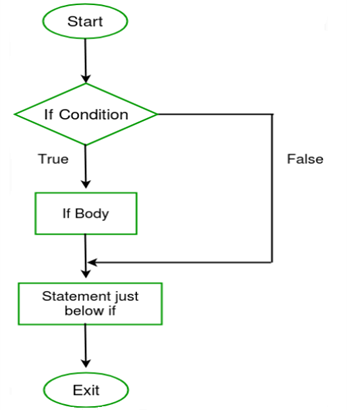 Start
If Condition
True
False
If Body
Statement just
below if
Exit